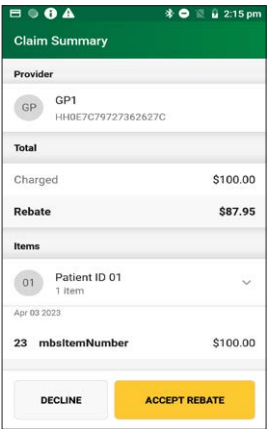 2:15 pm
Claim Summary
Provider
GP GP1
HH0E7C79727362627C
Total
Charged $100.00
Rebate $87.95
Items
01 Patient ID 01
1 item
Apr 03 2023
23 mbsItemNumber $100.00
DECLINE ACCEPT REBATE